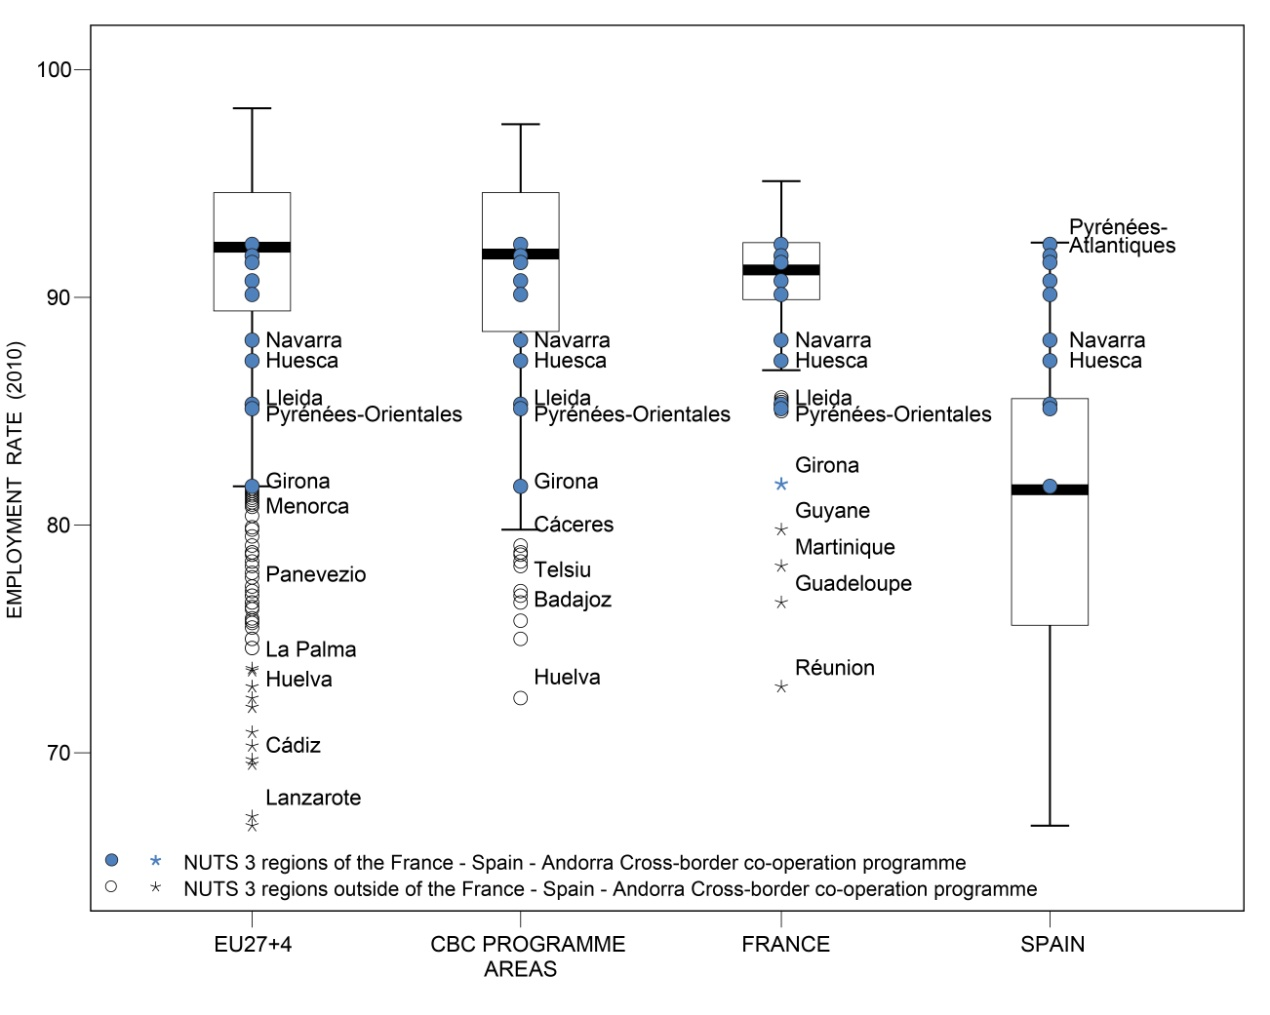 100
90
80
70
EMPLOYMENT RATE (2010)
Navarra
Huesca
Lleida
Pyrénées-Orientales
Girona
Menorca
Panevezio
La Palma
Huelva
Cádiz
Lanzarote
Navarra
Huesca
Lleida
Pyrénées-Orientales
Girona
Cáceres
Telsiu
Badajoz
Huelva
Navarra
Huesca
Lleida
Pyrénées-Orientales
Girona
Guyane
Martinique
Guadeloupe
Réunion
Pyrénées-
Atlantiques
Navarra
Huesca
NUTS 3 regions of the France - Spain - Andorra Cross-border co-operation programme
NUTS 3 regions outside of the France - Spain - Andorra Cross-border co-operation programme
EU27+4
CBC PROGRAMME
AREAS
FRANCE
SPAIN